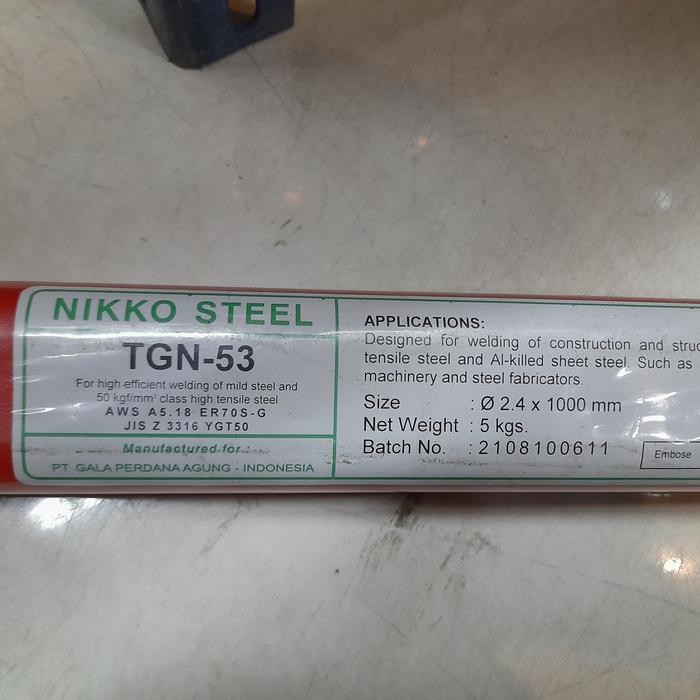 NIKKO STEEL
TGN-53
For high-efficient welding of mild steel and
50 kgf/mm² class high tensile steel
AWS A5.18 ER70S-G
JIS Z 3316 YGT50
Manufactured for :
PT GALA PERDANA AGUNG - INDONESIA
APPLICATIONS:
Designed for welding of construction and
tensile steel and Al-killed sheet steel. Such as
machinery and steel fabricators.
Size : Ø 2.4 x 1000 mm
Net Weight : 5 kgs.
Batch No. : 2108100611
Embose